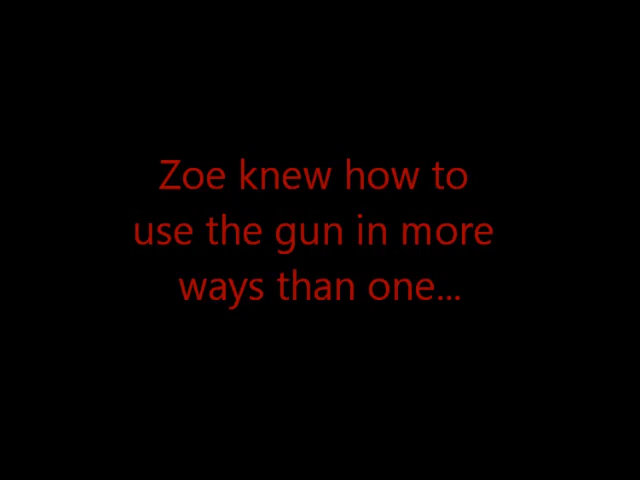 Zoe knew how to
use the gun in more
ways than one...